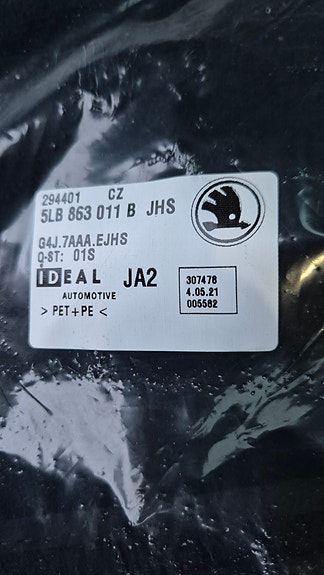 294401 CZ
5LB 863 011 B JHS
G4J.7AAA.EJHS
Q-ST: 01S
IDEAL JA2
AUTOMOTIVE
> PET+PE <
307478
4.05.21
005582